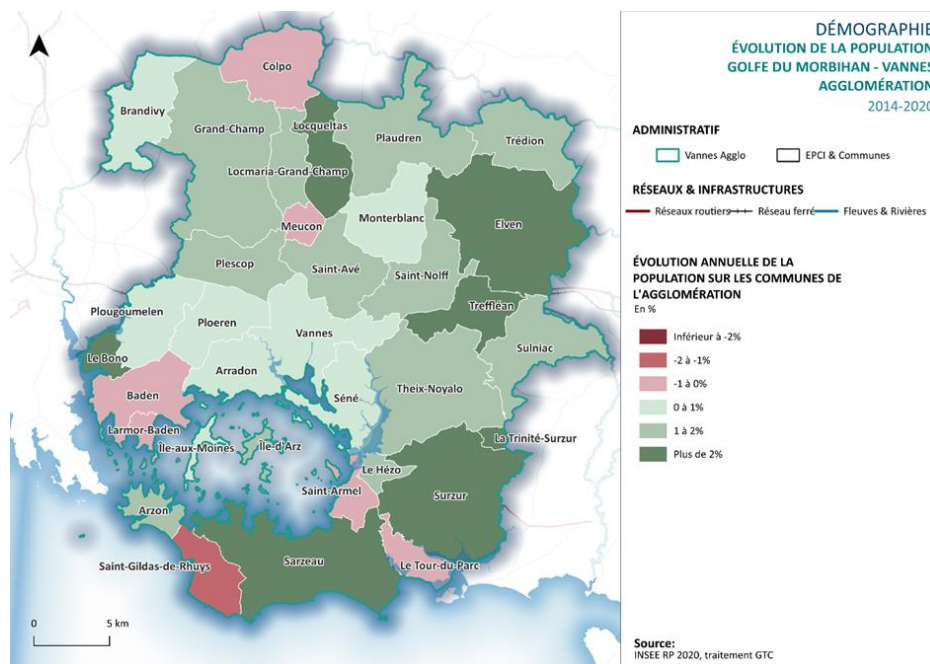 DÉMOGRAPHIE
ÉVOLUTION DE LA POPULATION
GOLFE DU MORBIHAN - VANNES
AGGLOMÉRATION
2014-2020
ADMINISTRATIF
Vannes Agglo
EPCI & Communes
RÉSEAUX & INFRASTRUCTURES
Réseaux routiers
Réseau ferré
Fleuves & Rivières
ÉVOLUTION ANNUELLE DE LA
POPULATION SUR LES COMMUNES DE
L'AGGLOMÉRATION
En %
Inférieur à -2%
-2 à -1%
-1 à 0%
0 à 1%
1 à 2%
Plus de 2%
Source:
INSEE RP 2020, traitement GTC
Colpo
Brandivy
Grand-Champ
Locqueltas
Plaudren
Trédion
Locmaria-Grand-Champ
Meucon
Monterblanc
Elven
Plescop
Saint-Avé
Saint-Nolff
Plougoumelen
Ploeren
Vannes
Treffléan
Sulniac
Le Bono
Arradon
Séné
Theix-Noyalo
Baden
Larmor-Baden
Île-aux-Moines
Île-d'Arz
La Trinité-Surzur
Le Hézo
Saint-Armel
Surzur
Arzon
Saint-Gildas-de-Rhuys
Sarzeau
Le Tour-du-Parc
0
5 km